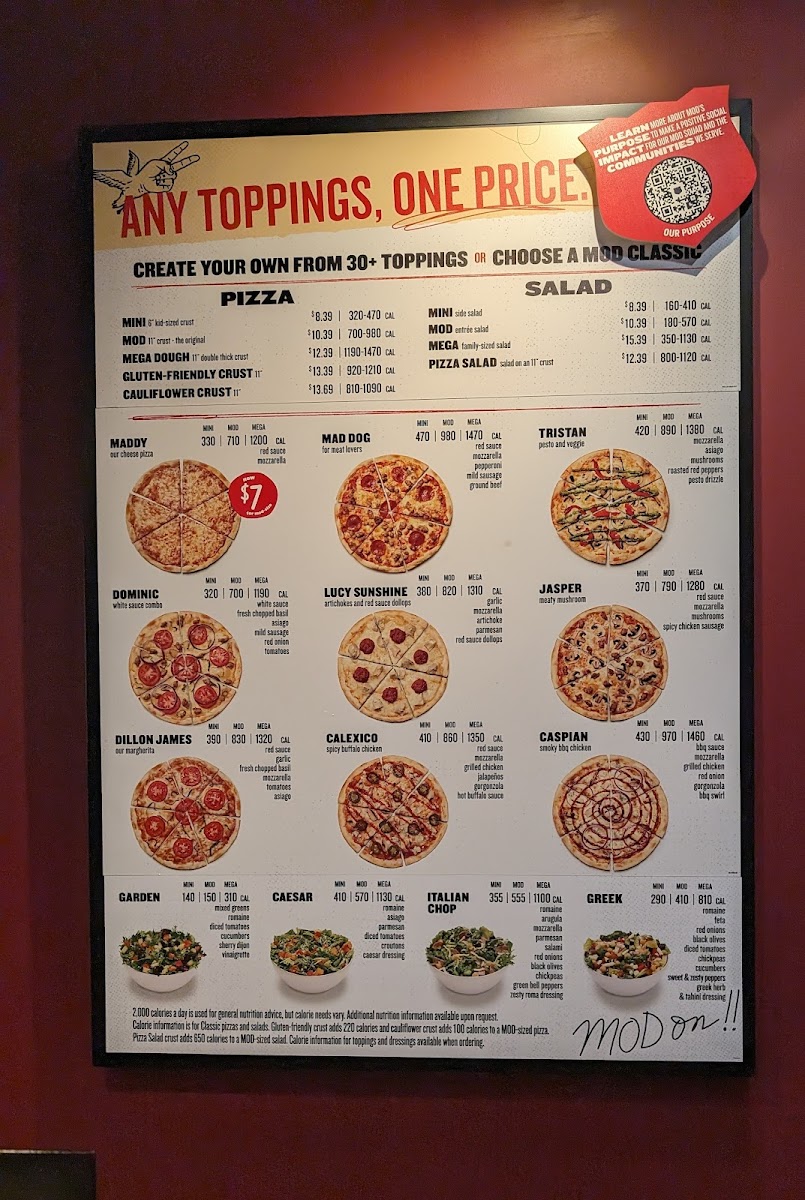 LEARN MORE ABOUT MOD'S
PURPOSE TO MAKE A POSITIVE SOCIAL
IMPACT FOR OUR MOD SQUAD AND THE
COMMUNITIES WE SERVE.
OUR PURPOSE
ANY TOPPINGS, ONE PRICE.
CREATE YOUR OWN FROM 30+ TOPPINGS OR CHOOSE A MOD CLASSIC
PIZZA
MINI 6" kid-sized crust $8.39 | 320-470 CAL
MOD 11" crust - the original $10.39 | 700-980 CAL
MEGA DOUGH 11" double thick crust $12.39 | 1190-1470 CAL
GLUTEN-FRIENDLY CRUST 11" $13.39 | 920-1210 CAL
CAULIFLOWER CRUST 11" $13.69 | 810-1090 CAL
SALAD
MINI side salad $8.39 | 160-410 CAL
MOD entrée salad $10.39 | 180-570 CAL
MEGA family-sized salad $15.39 | 350-1130 CAL
PIZZA SALAD salad on an 11" crust $12.39 | 800-1120 CAL
MINI MOD MEGA
MADDY 330 | 710 | 1200 CAL
our cheese pizza
red sauce
mozzarella
$7
MINI MOD MEGA
MAD DOG 470 | 980 | 1470 CAL
for meat lovers
red sauce
mozzarella
pepperoni
mild sausage
ground beef
MINI MOD MEGA
TRISTAN 420 | 890 | 1380 CAL
pesto and veggie
mozzarella
asiago
mushrooms
roasted red peppers
pesto drizzle
MINI MOD MEGA
DOMINIC 320 | 700 | 1190 CAL
white sauce combo
white sauce
fresh chopped basil
asiago
mild sausage
red onion
tomatoes
MINI MOD MEGA
LUCY SUNSHINE 380 | 820 | 1310 CAL
artichokes and red sauce dollops
garlic
mozzarella
artichoke
parmesan
red sauce dollops
MINI MOD MEGA
JASPER 370 | 790 | 1280 CAL
meaty mushroom
red sauce
mozzarella
mushrooms
spicy chicken sausage
MINI MOD MEGA
DILLON JAMES 390 | 830 | 1320 CAL
our margherita
red sauce
garlic
fresh chopped basil
mozzarella
tomatoes
asiago
MINI MOD MEGA
CALEXICO 410 | 860 | 1350 CAL
spicy buffalo chicken
red sauce
mozzarella
grilled chicken
jalapeños
gorgonzola
hot buffalo sauce
MINI MOD MEGA
CASPIAN 430 | 970 | 1460 CAL
smoky bbq chicken
bbq sauce
mozzarella
grilled chicken
red onion
gorgonzola
bbq swirl
MINI MOD MEGA
GARDEN 140 | 150 | 310 CAL
mixed greens
romaine
diced tomatoes
cucumbers
sherry dijon
vinaigrette
MINI MOD MEGA
CAESAR 410 | 570 | 1130 CAL
romaine
asiago
parmesan
diced tomatoes
croutons
caesar dressing
MINI MOD MEGA
ITALIAN 355 | 555 | 1100 CAL
CHOP
romaine
arugula
mozzarella
parmesan
salami
red onions
black olives
chickpeas
green bell peppers
zesty roma dressing
MINI MOD MEGA
GREEK 290 | 410 | 810 CAL
romaine
feta
red onions
black olives
diced tomatoes
chickpeas
cucumbers
sweet & zesty peppers
greek herb
& tahini dressing
2,000 calories a day is used for general nutrition advice, but calorie needs vary. Additional nutrition information available upon request.
Calorie information is for Classic pizzas and salads. Gluten-friendly crust adds 220 calories and cauliflower crust adds 100 calories to a MOD-sized pizza.
Pizza Salad crust adds 650 calories to a MOD-sized salad. Calorie information for toppings and dressings available when ordering.
MOD on!!